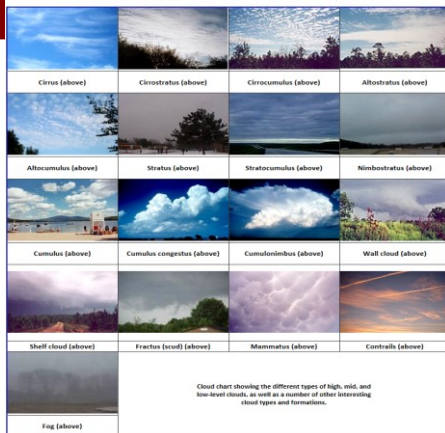 Cirrus (above)
Cirrostratus (above)
Cirrocumulus (above)
Altostratus (above)
Altocumulus (above)
Stratus (above)
Stratocumulus (above)
Nimbostratus (above)
Cumulus (above)
Cumulus congestus (above)
Cumulonimbus (above)
Wall cloud (above)
Shelf cloud (above)
Fractus (scud) (above)
Mammatus (above)
Contrails (above)
Fog (above)
Cloud chart showing the different types of high, mid, and
low-level clouds, as well as a number of other interesting
cloud types and formations.